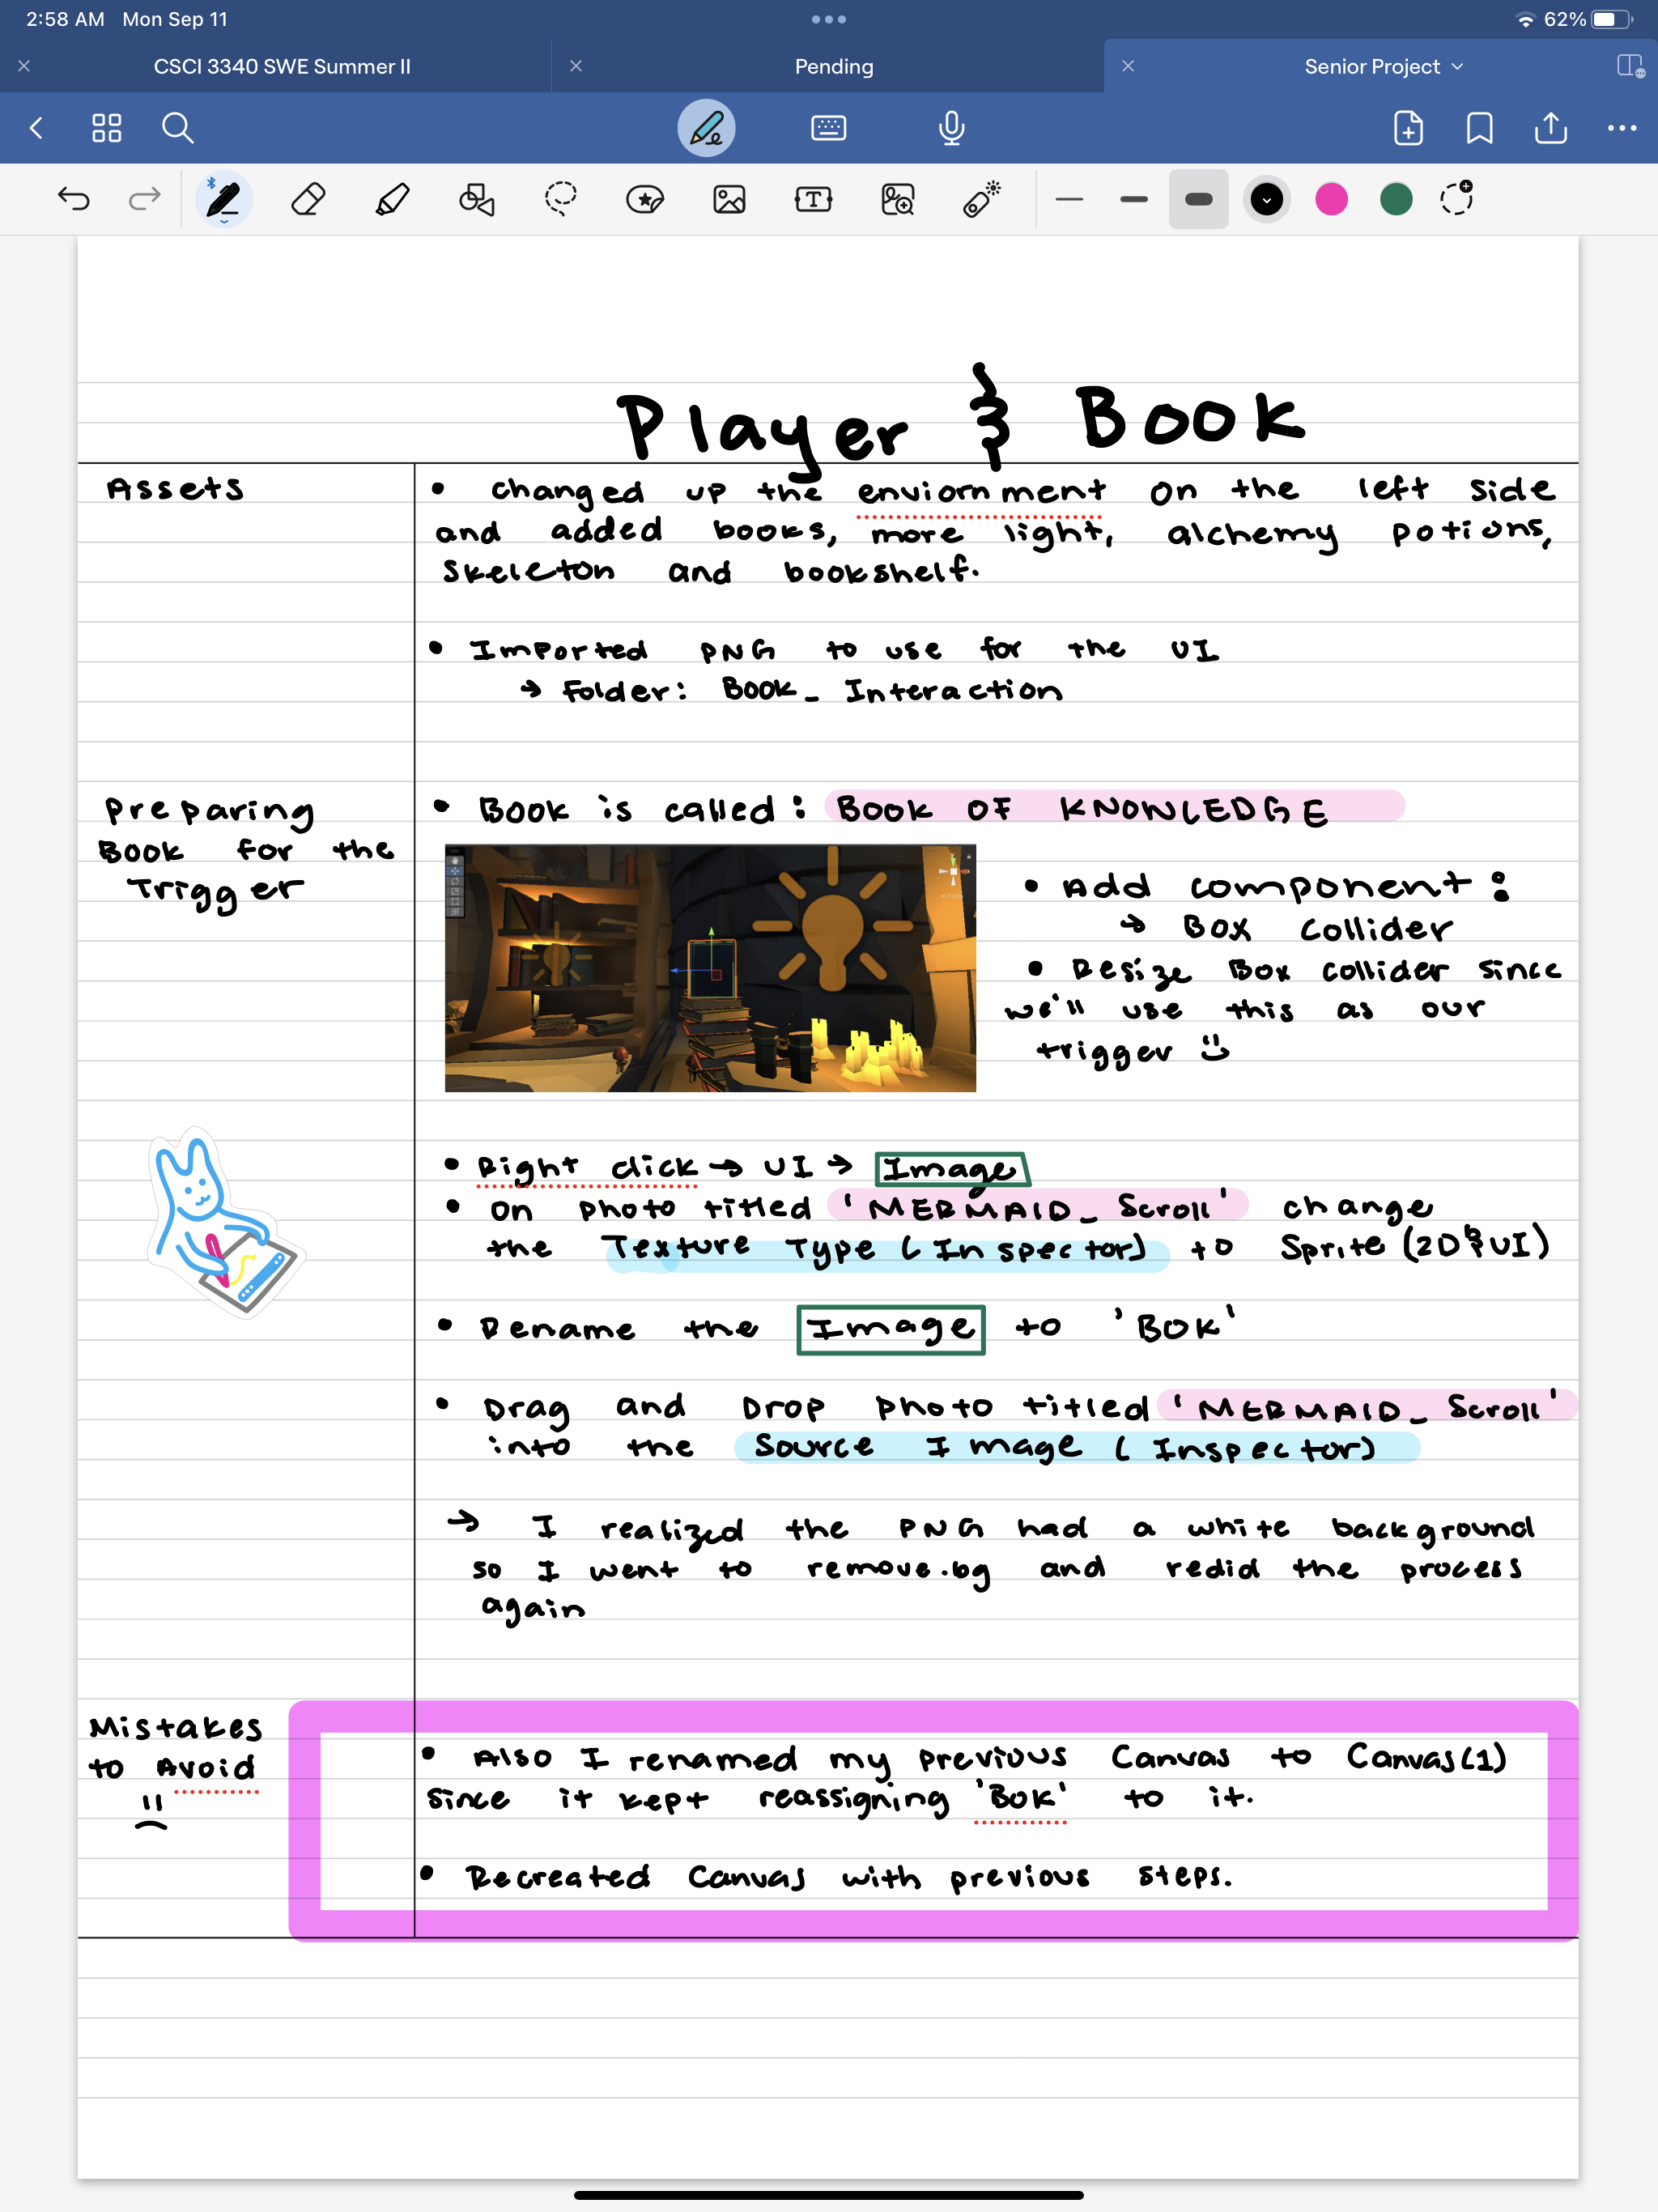 2:58 AM Mon Sep 11
62%
CSCI 3340 SWE Summer II
Pending
Senior Project
Player & Book
Assets
• changed up the enviornment on the left side
and added books, more light, alchemy potions,
skeleton and bookshelf.
• Imported PNG to use for the UI
→ Folder: Book_Interaction
Preparing
Book for the
Trigger
• Book is called: BOOK OF KNOWLEDGE
• Add component:
→ Box Collider
• Resize Box collider since
we'll use this as our
trigger
• Right click → UI → Image
• On photo titled 'MERMAID_Scroll' change
the Texture Type (Inspector) to Sprite (2D & UI)
• Rename the Image to 'BOK'
• Drag and Drop photo titled 'MERMAID_Scroll'
into the Source Image (Inspector)
→ I realized the PNG had a white background
so I went to remove.bg and redid the process
again
Mistakes
to Avoid
• Also I renamed my previous Canvas to Canvas(1)
since it kept reassigning 'BOK' to it.
• Recreated Canvas with previous steps.